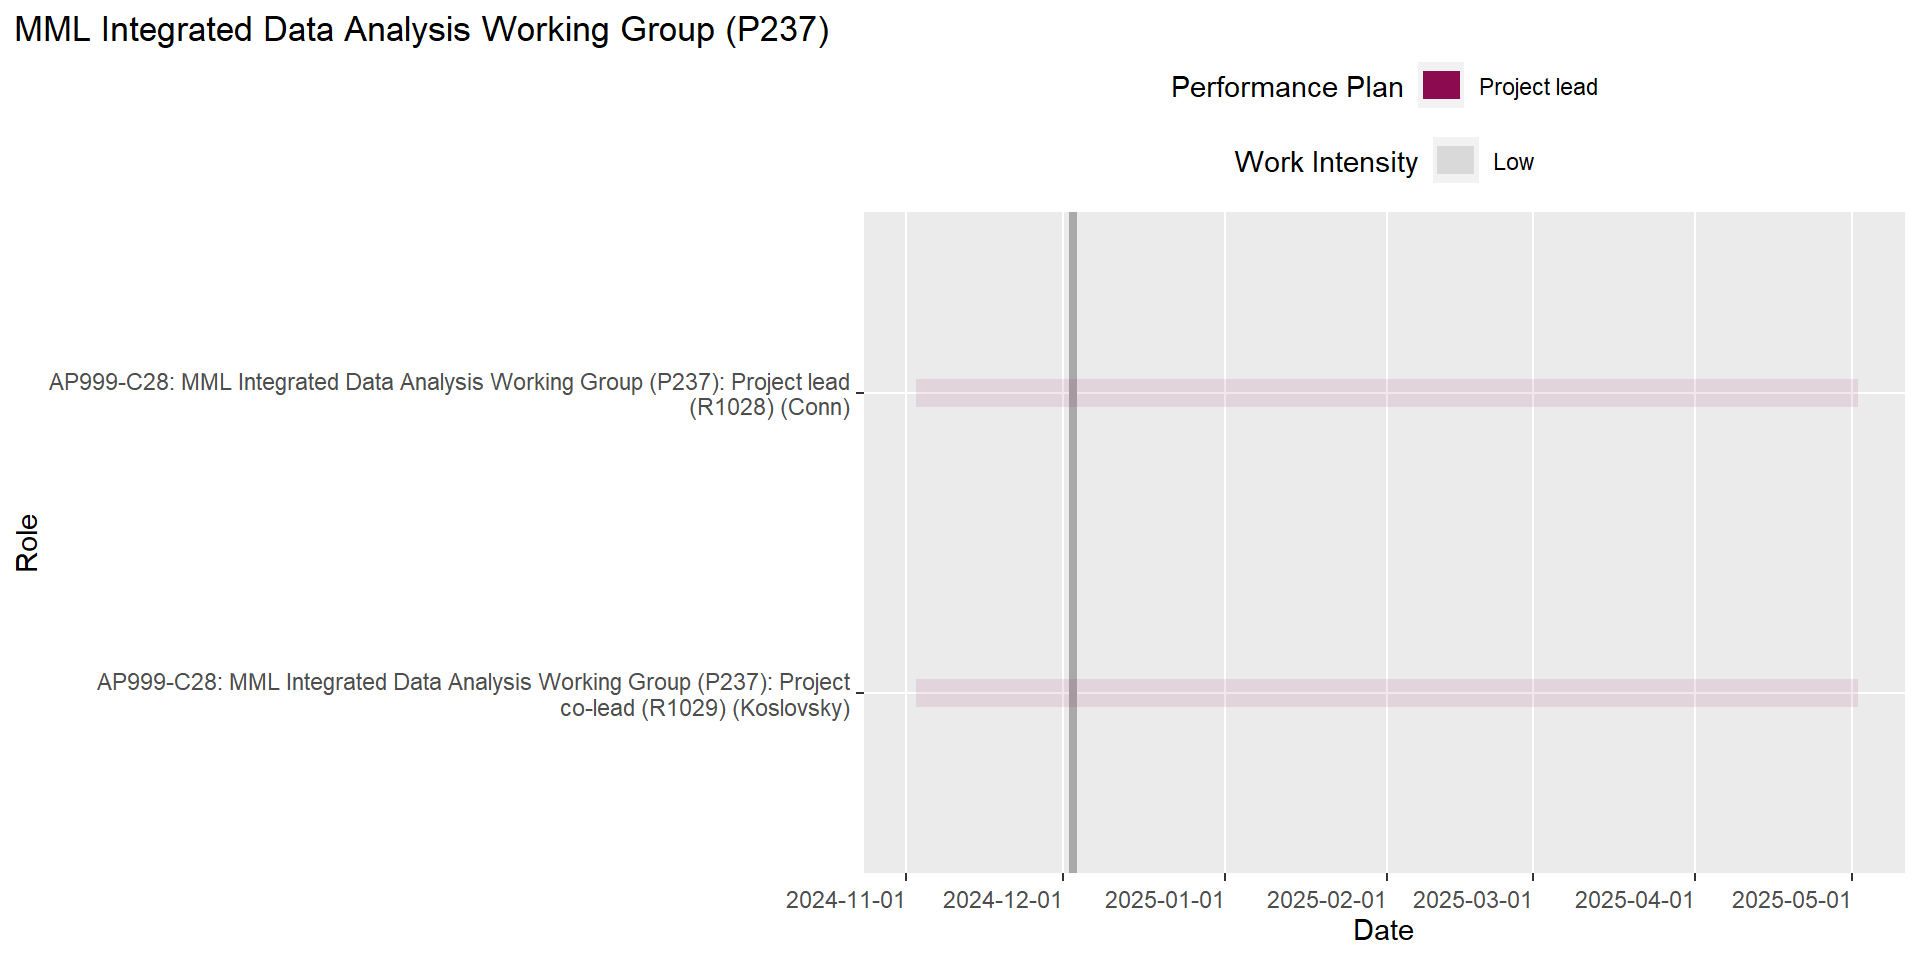 MML Integrated Data Analysis Working Group (P237)
Performance Plan
Project lead
Work Intensity
Low
AP999-C28: MML Integrated Data Analysis Working Group (P237): Project lead
(R1028) (Conn)
Role
AP999-C28: MML Integrated Data Analysis Working Group (P237): Project
co-lead (R1029) (Koslovsky)
2024-11-01
2024-12-01
2025-01-01
2025-02-01
2025-03-01
2025-04-01
2025-05-01
Date